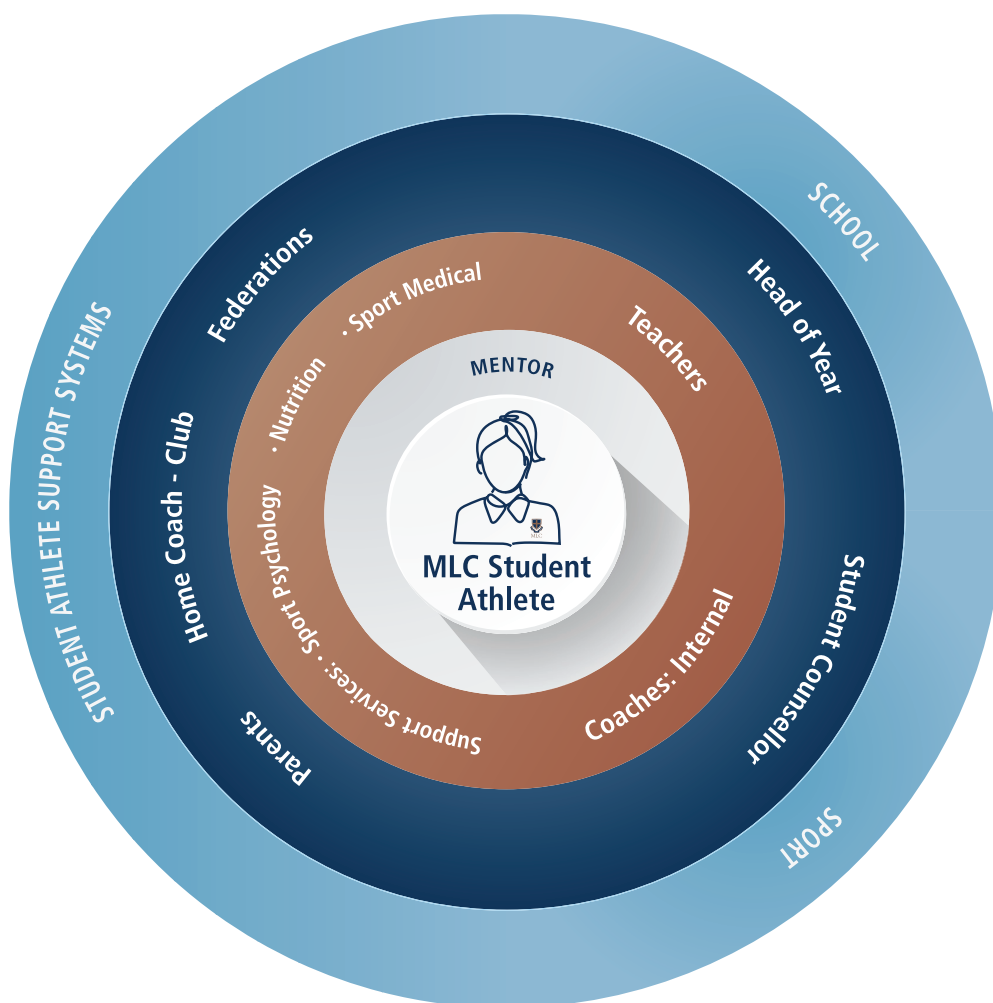 STUDENT ATHLETE SUPPORT SYSTEMS
SCHOOL
SPORT
Federations
Home Coach - Club
Parents
Head of Year
Student Counsellor
Support Services: · Sport Psychology · Nutrition · Sport Medical
Teachers
Coaches: Internal
MENTOR
MLC
MLC Student
Athlete